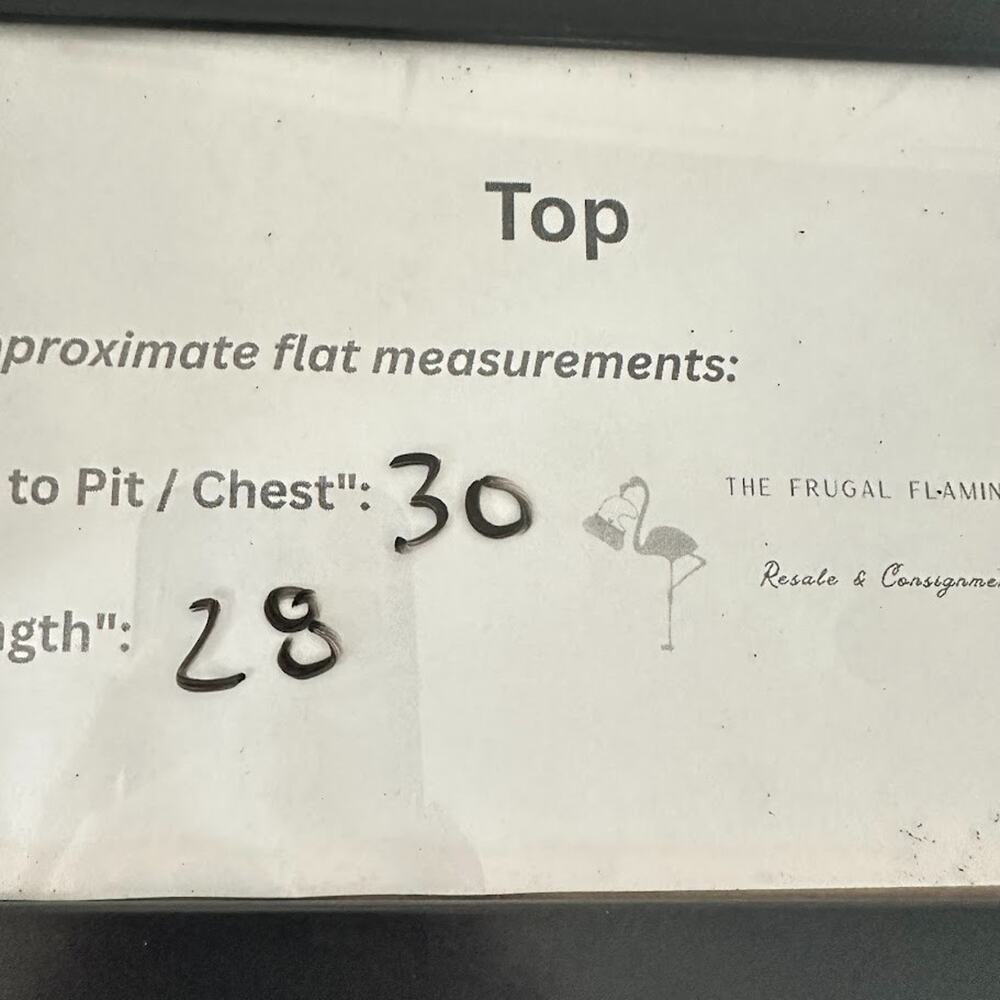 Top
proximate flat measurements:
to Pit / Chest": 30
THE FRUGAL FLAMIN
Resale & Consignme
gth": 28